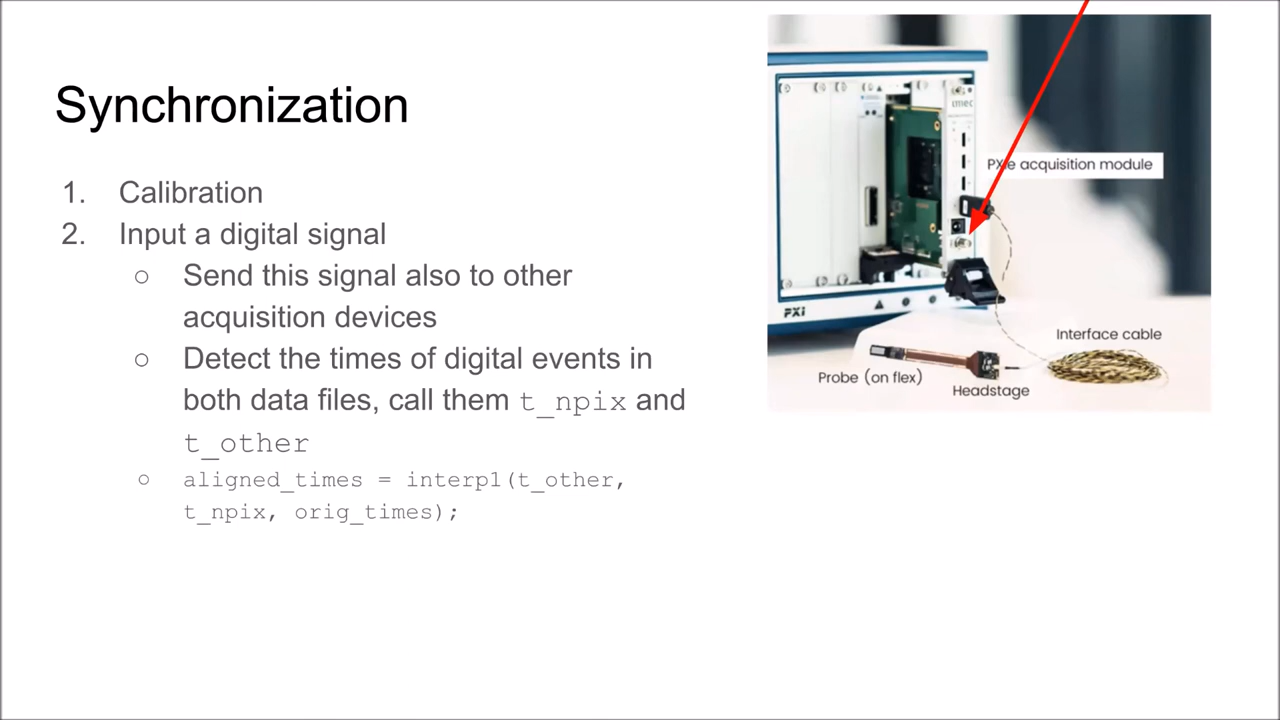 Synchronization
1. Calibration
2. Input a digital signal
○ Send this signal also to other
acquisition devices
○ Detect the times of digital events in
both data files, call them t_npix and
t_other
○ aligned_times = interp1(t_other,
t_npix, orig_times);
imec
PXIe acquisition module
PXI
Interface cable
Probe (on flex)
Headstage